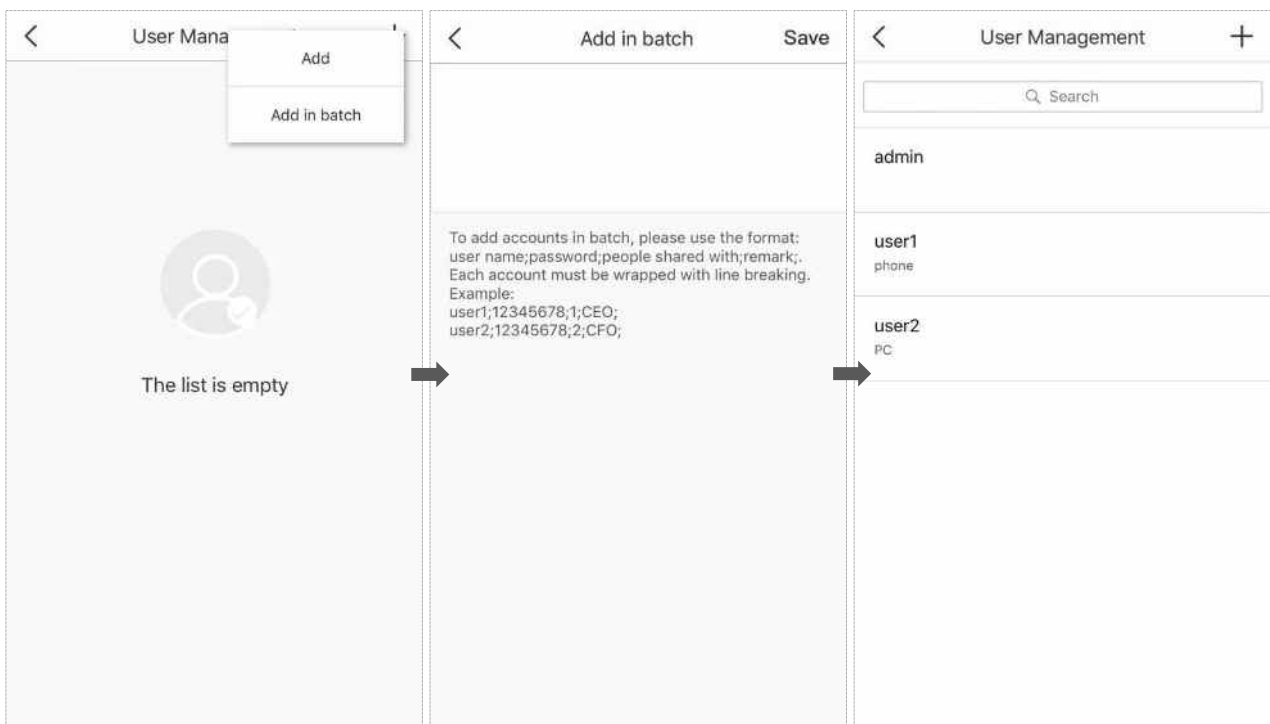 User Mana
Add
Add in batch
The list is empty
Add in batch
Save
To add accounts in batch, please use the format:
user name;password;people shared with;remark;.
Each account must be wrapped with line breaking.
Example:
user1;12345678;1;CEO;
user2;12345678;2;CFO;
User Management
Search
admin
user1
phone
user2
PC